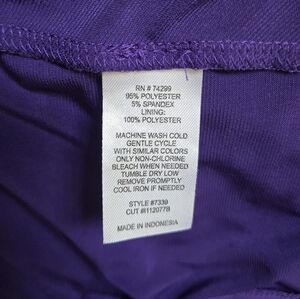 RN # 74299
95% POLYESTER
5% SPANDEX
LINING:
100% POLYESTER
MACHINE WASH COLD
GENTLE CYCLE
WITH SIMILAR COLORS
ONLY NON-CHLORINE
BLEACH WHEN NEEDED
TUMBLE DRY LOW
REMOVE PROMPTLY
COOL IRON IF NEEDED
STYLE #7339
CUT #I112077B
MADE IN INDONESIA